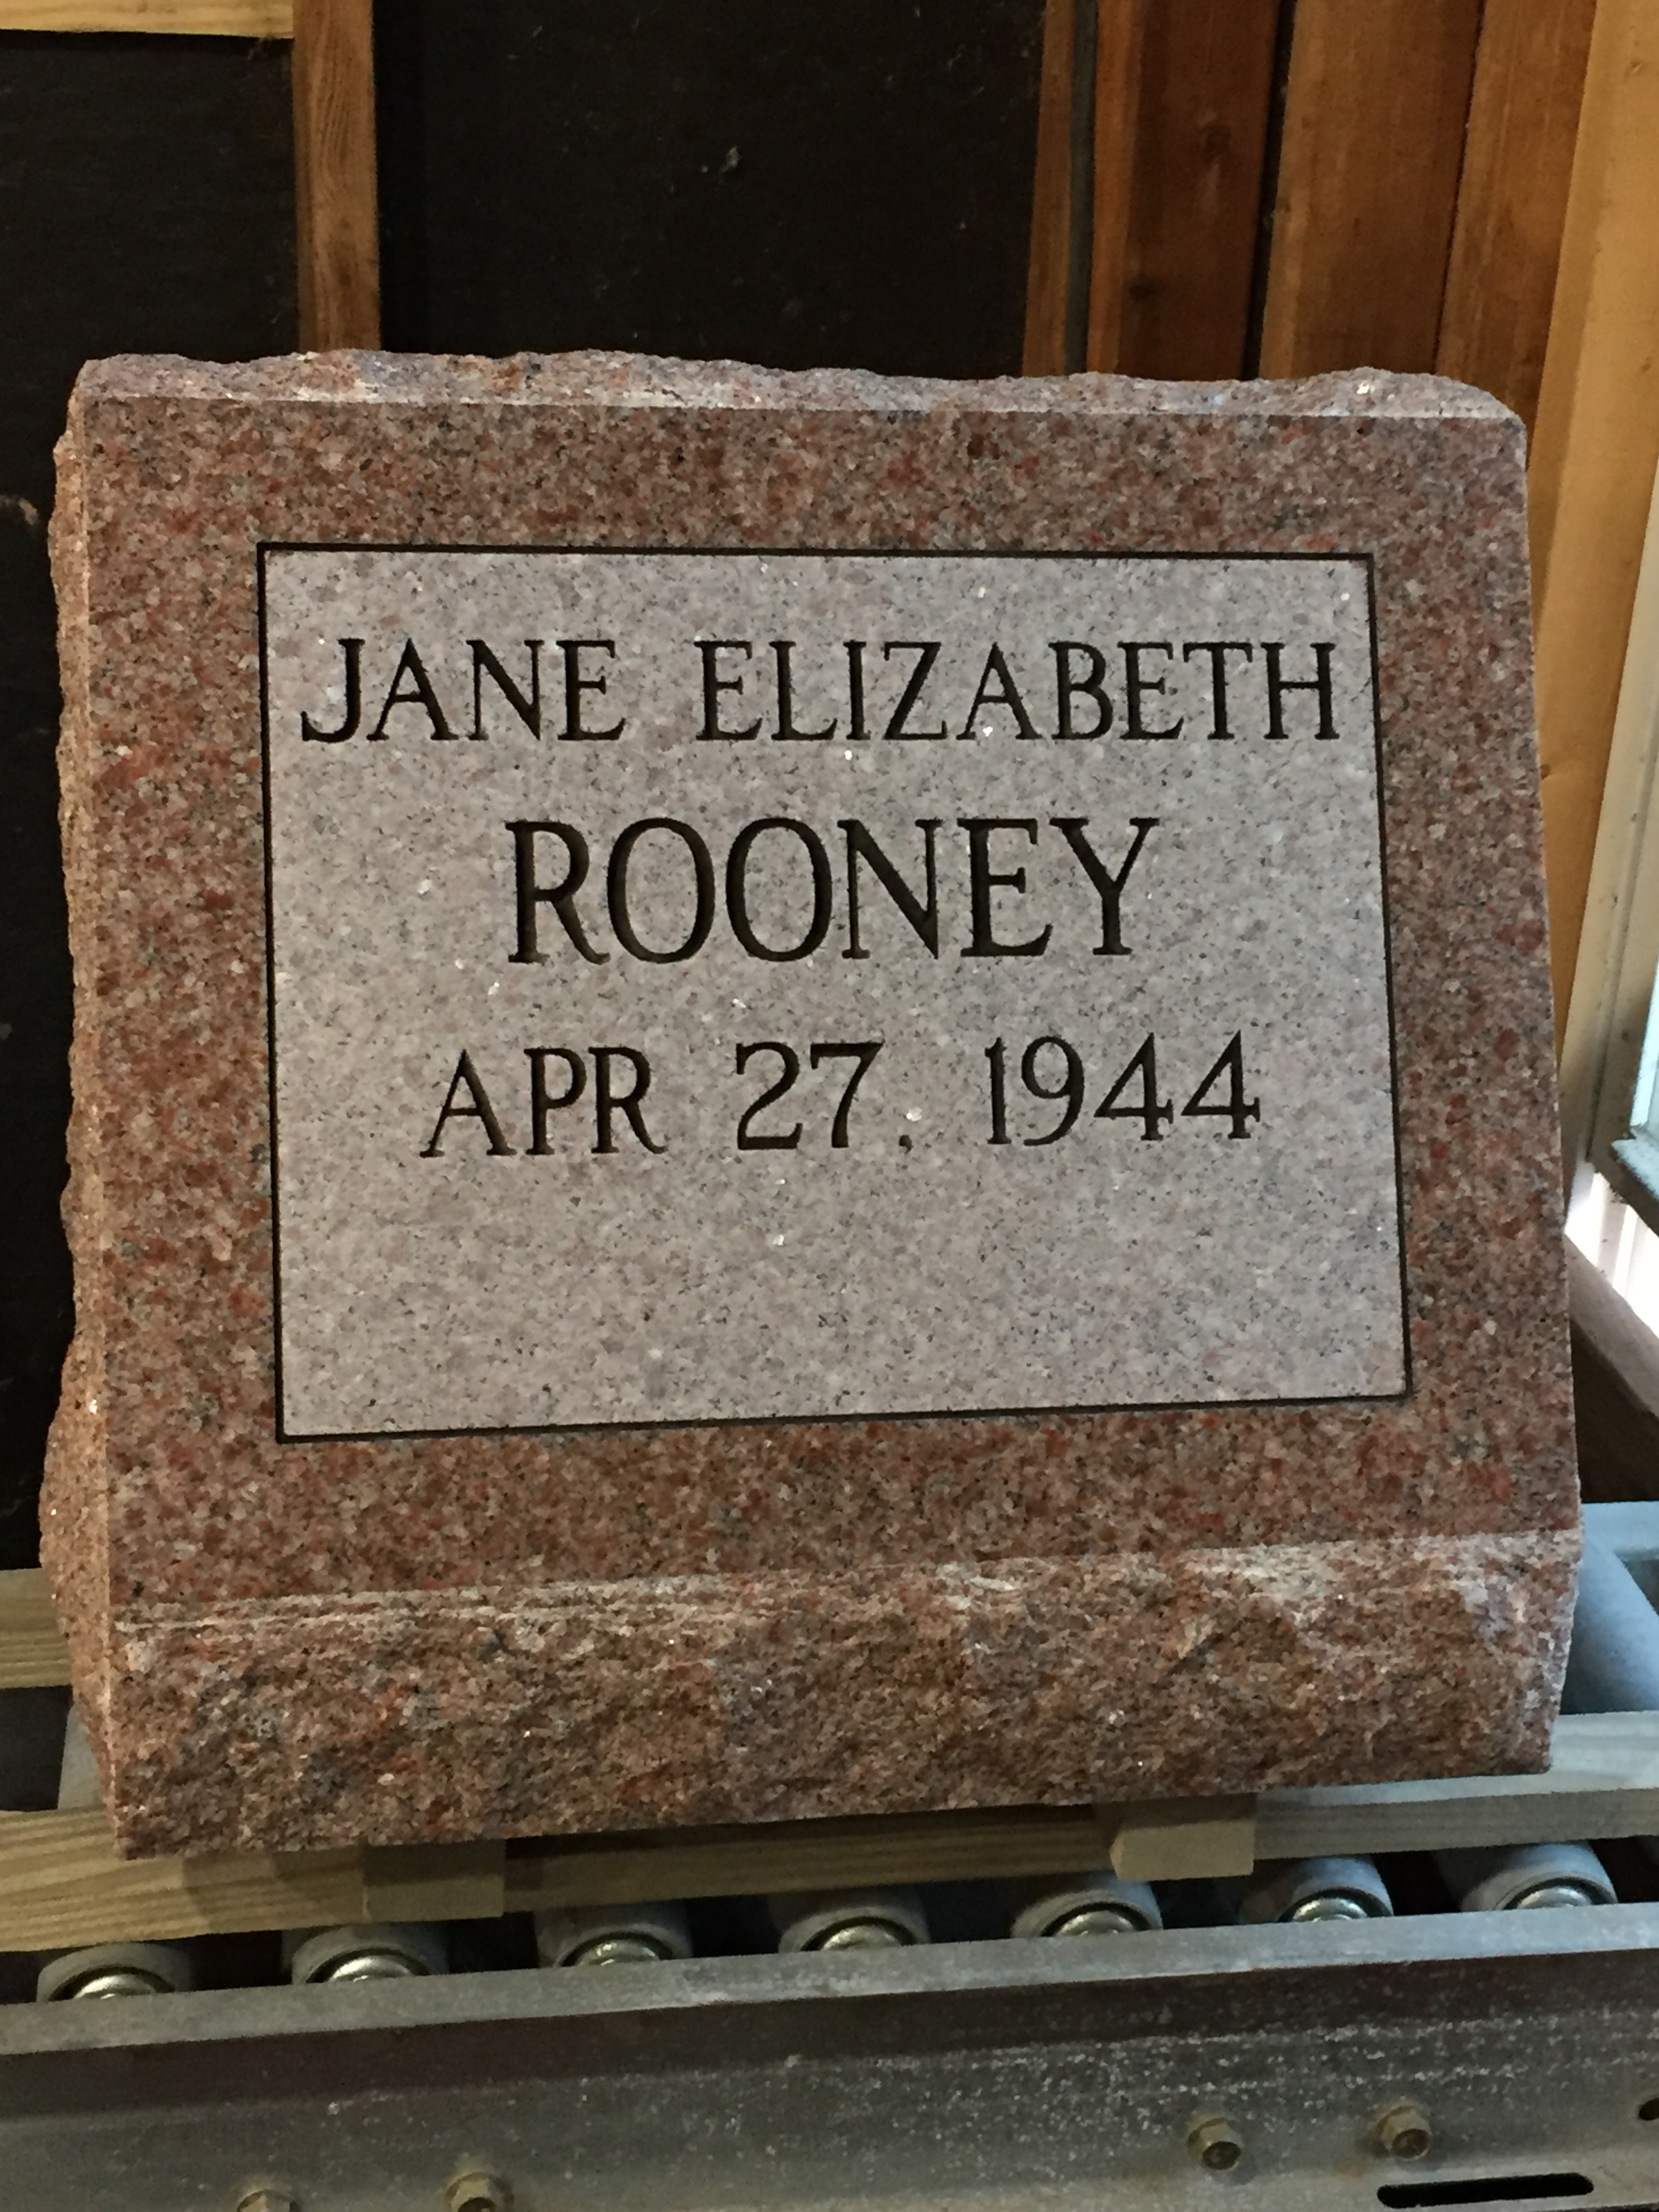 JANE ELIZABETH
ROONEY
APR 27, 1944